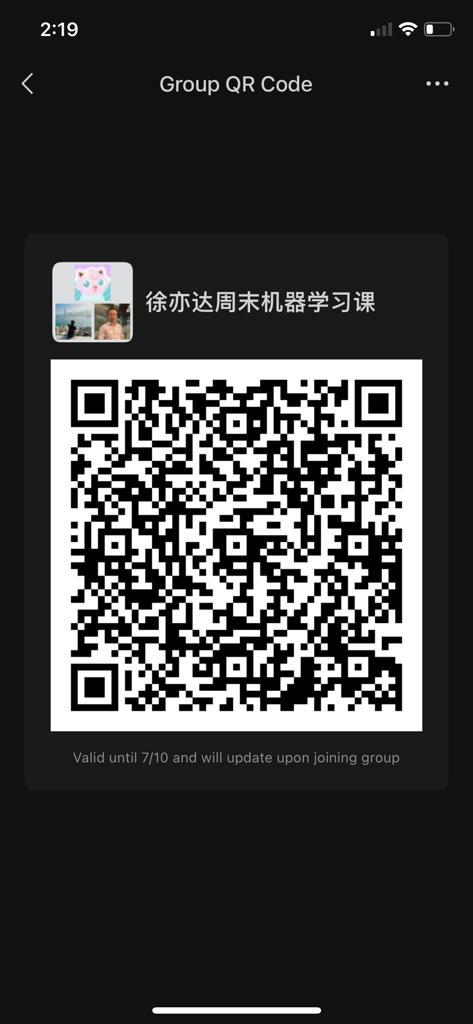 2:19
Group QR Code
徐亦达周末机器学习课
Valid until 7/10 and will update upon joining group